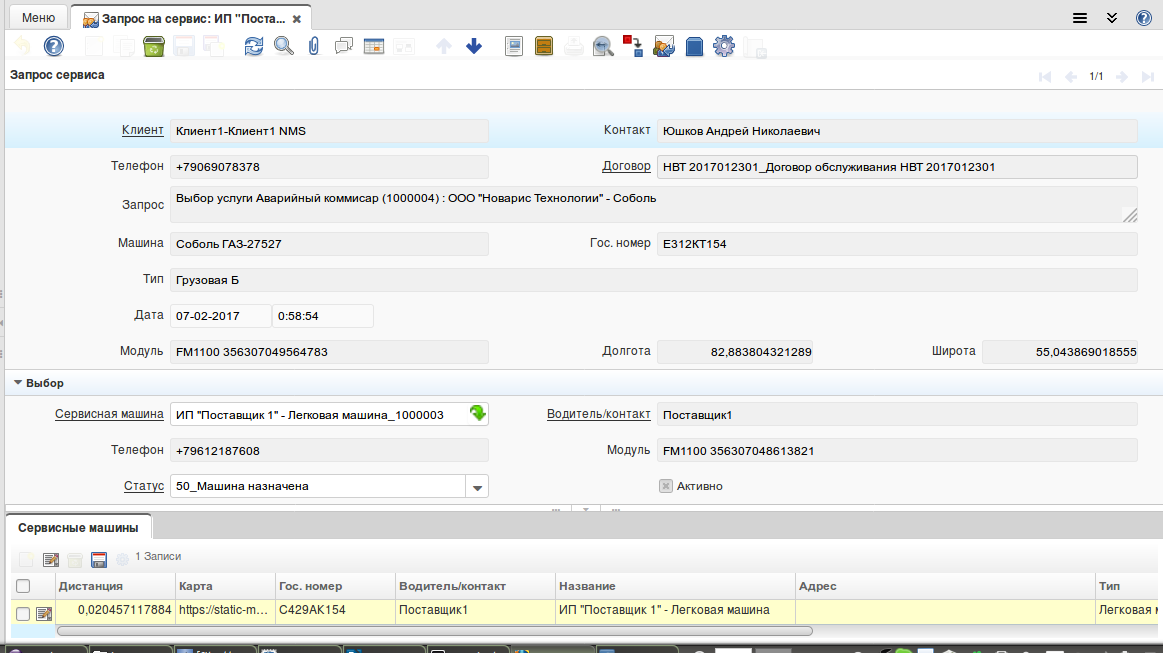 Меню
Запрос на сервис: ИП "Поста...
Запрос сервиса
1/1
Клиент Клиент1-Клиент1 NMS Контакт Юшков Андрей Николаевич
Телефон +79069078378 Договор НВТ 2017012301_Договор обслуживания НВТ 2017012301
Запрос Выбор услуги Аварийный коммисар (1000004) : ООО "Новарис Технологии" - Соболь
Машина Соболь ГАЗ-27527 Гос. номер Е312КТ154
Тип Грузовая Б
Дата 07-02-2017 0:58:54
Модуль FM1100 356307049564783 Долгота 82,883804321289 Широта 55,043869018555
Выбор
Сервисная машина ИП "Поставщик 1" - Легковая машина_1000003 Водитель/контакт Поставщик1
Телефон +79612187608 Модуль FM1100 356307048613821
Статус 50_Машина назначена Активно
Сервисные машины
1 Записи
Дистанция Карта Гос. номер Водитель/контакт Название Адрес Тип
0,020457117884 https://static-m... С429АК154 Поставщик1 ИП "Поставщик 1" - Легковая машина Легковая